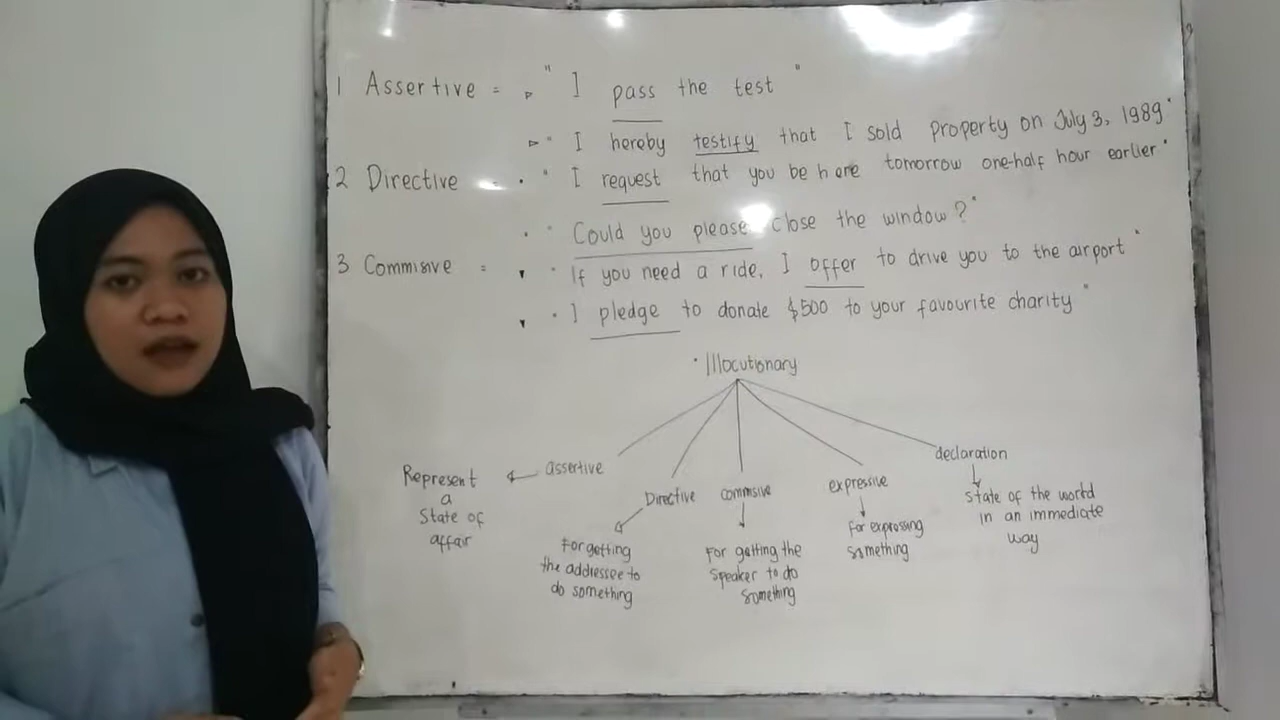 1 Assertive = ▹ " I pass the test "
▹ " I hereby testify that I sold property on July 3, 1989 "
2 Directive = · " I request that you be here tomorrow one-half hour earlier "
· " Could you please close the window? "
3 Commisive = " If you need a ride, I offer to drive you to the airport "
" I pledge to donate $500 to your favourite charity "
· Illocutionary
assertive
Represent
a
State of
affair
Directive
For getting
the addressee to
do something
commisive
For getting the
speaker to do
something
expressive
for expressing
something
declaration
State of the world
in an immediate
way